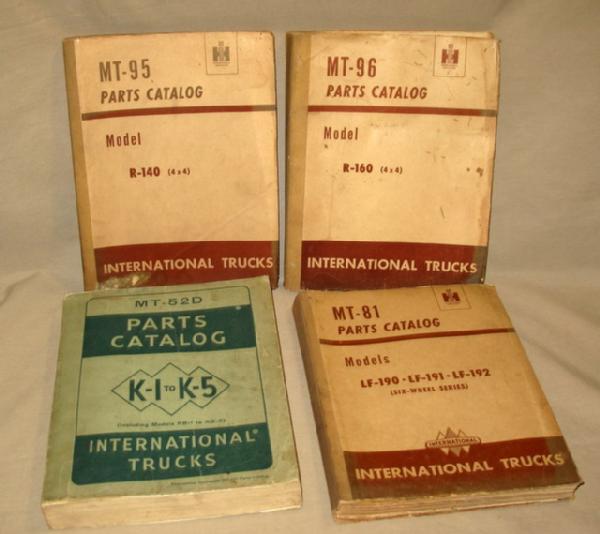 MT-95
PARTS CATALOG
Model
R-140 (4x4)
INTERNATIONAL TRUCKS
MT-96
PARTS CATALOG
Model
R-160 (4x4)
INTERNATIONAL TRUCKS
MT-52D
PARTS
CATALOG
K-1 TO K-5
(Including Models
INTERNATIONAL®
TRUCKS
MT-81
PARTS CATALOG
Models
LF-190 · LF-191 · LF-192
(SIX-WHEEL SERIES)
INTERNATIONAL
INTERNATIONAL TRUCKS